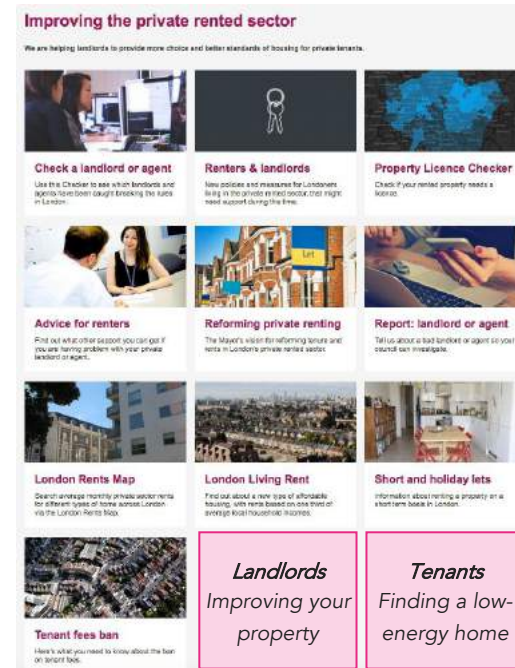 Improving the private rented sector
We are helping landlords to provide more choice and better standards of housing for private tenants.
Check a landlord or agent
Use this Checker to see which landlords and
agents have been caught breaking the rules
in London.
Renters & landlords
New policies and measures for Londoners
living in the private rented sector, that might
need support during this time.
Property Licence Checker
Check if your rented property needs a
licence.
Advice for renters
Find out what other support you can get if
you are having problem with your private
landlord or agent.
Let
Reforming private renting
The Mayor's vision for reforming tenure and
rents in London's private rented sector.
Report: landlord or agent
Tell us about a bad landlord or agent so your
council can investigate.
London Rents Map
Search average monthly private sector rents
for different types of home across London
via the London Rents Map.
London Living Rent
Find out about a new type of affordable
housing, with rents based on one third of
average local household incomes.
Short and holiday lets
Information about renting a property on a
short term basis in London.
Tenant fees ban
Here's what you need to know about the ban
on tenant fees.
Landlords
Improving your
property
Tenants
Finding a low-
energy home